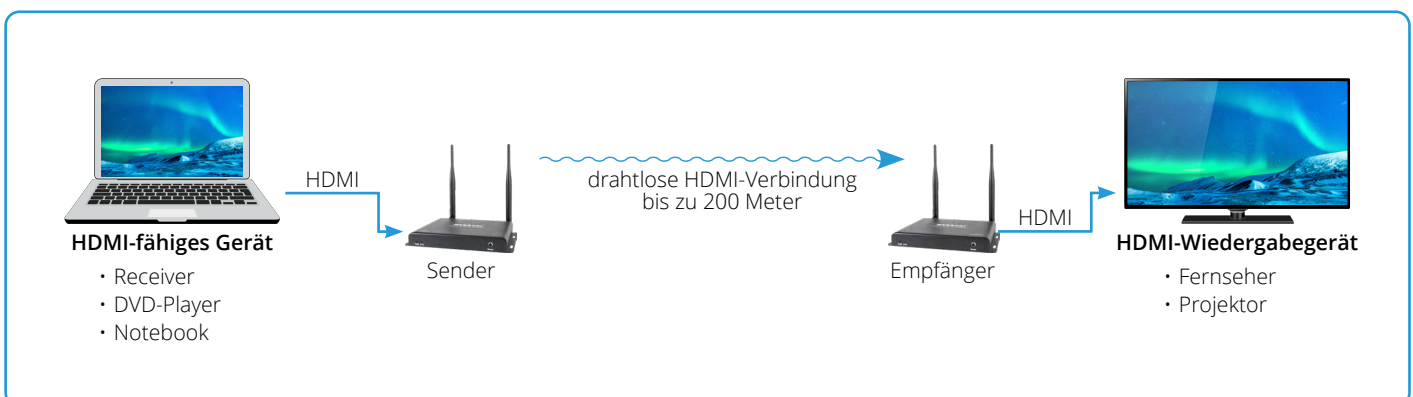 HDMI
drahtlose HDMI-Verbindung
bis zu 200 Meter
HDMI
HDMI-fähiges Gerät
· Receiver
· DVD-Player
· Notebook
Sender
Empfänger
HDMI-Wiedergabegerät
· Fernseher
· Projektor